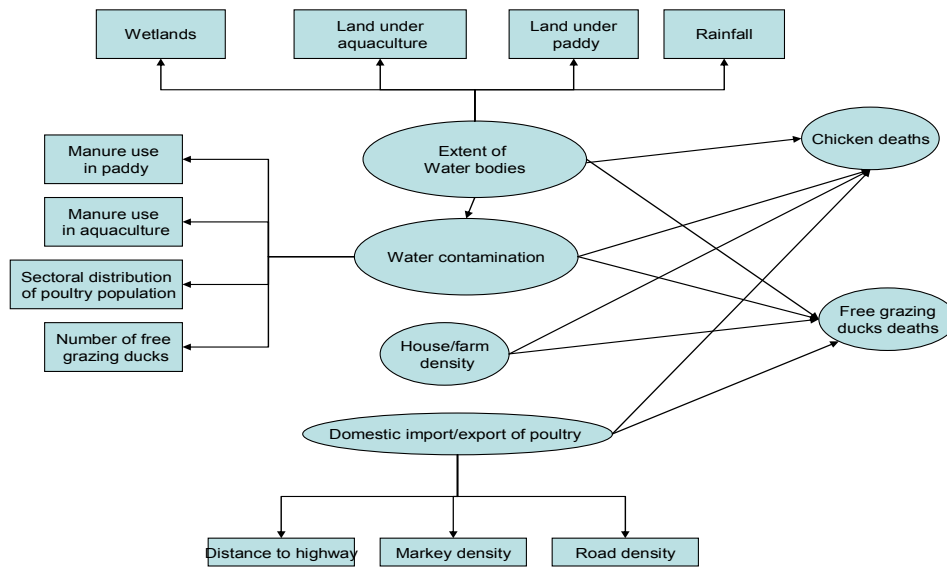 Wetlands
Land under
aquaculture
Land under
paddy
Rainfall
Extent of
Water bodies
Chicken deaths
Manure use
in paddy
Manure use
in aquaculture
Water contamination
Sectoral distribution
of poultry population
Free grazing
ducks deaths
Number of free
grazing ducks
House/farm
density
Domestic import/export of poultry
Distance to highway
Markey density
Road density